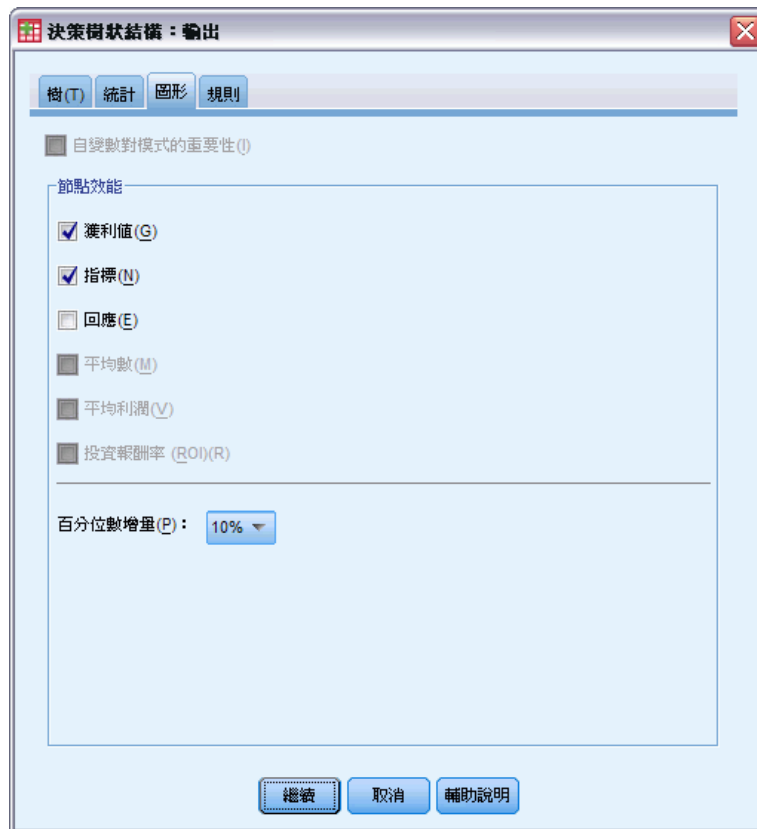 決策樹狀結構：輸出
樹(T) 統計 圖形 規則
自變數對模式的重要性(I)
節點效能
獲利值(G)
指標(N)
回應(E)
平均數(M)
平均利潤(V)
投資報酬率 (ROI)(R)
百分位數增量(P)： 10%
繼續 取消 輔助說明